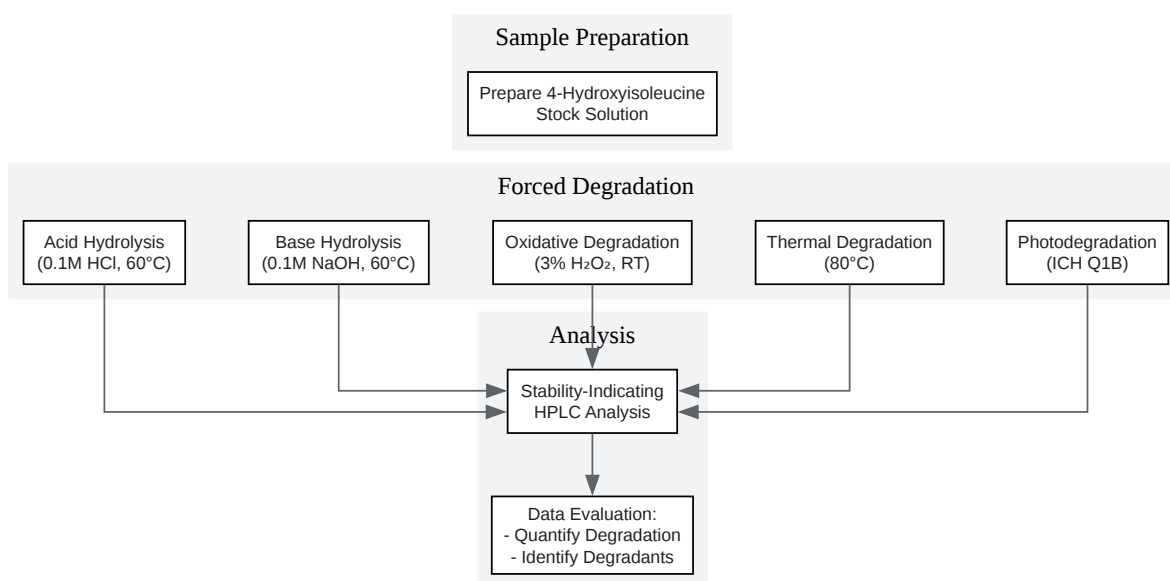 Sample Preparation
Prepare 4-Hydroxyisoleucine
Stock Solution
Forced Degradation
Acid Hydrolysis
(0.1M HCl, 60°C)
Base Hydrolysis
(0.1M NaOH, 60°C)
Oxidative Degradation
(3% H₂O₂, RT)
Thermal Degradation
(80°C)
Photodegradation
(ICH Q1B)
Analysis
Stability-Indicating
HPLC Analysis
Data Evaluation:
- Quantify Degradation
- Identify Degradants